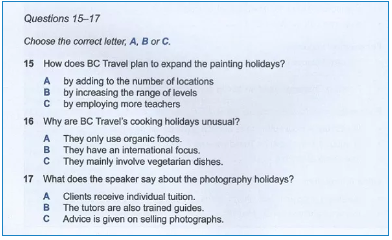 Questions 15–17
Choose the correct letter, A, B or C.
15 How does BC Travel plan to expand the painting holidays?
A by adding to the number of locations
B by increasing the range of levels
C by employing more teachers
16 Why are BC Travel's cooking holidays unusual?
A They only use organic foods.
B They have an international focus.
C They mainly involve vegetarian dishes.
17 What does the speaker say about the photography holidays?
A Clients receive individual tuition.
B The tutors are also trained guides.
C Advice is given on selling photographs.